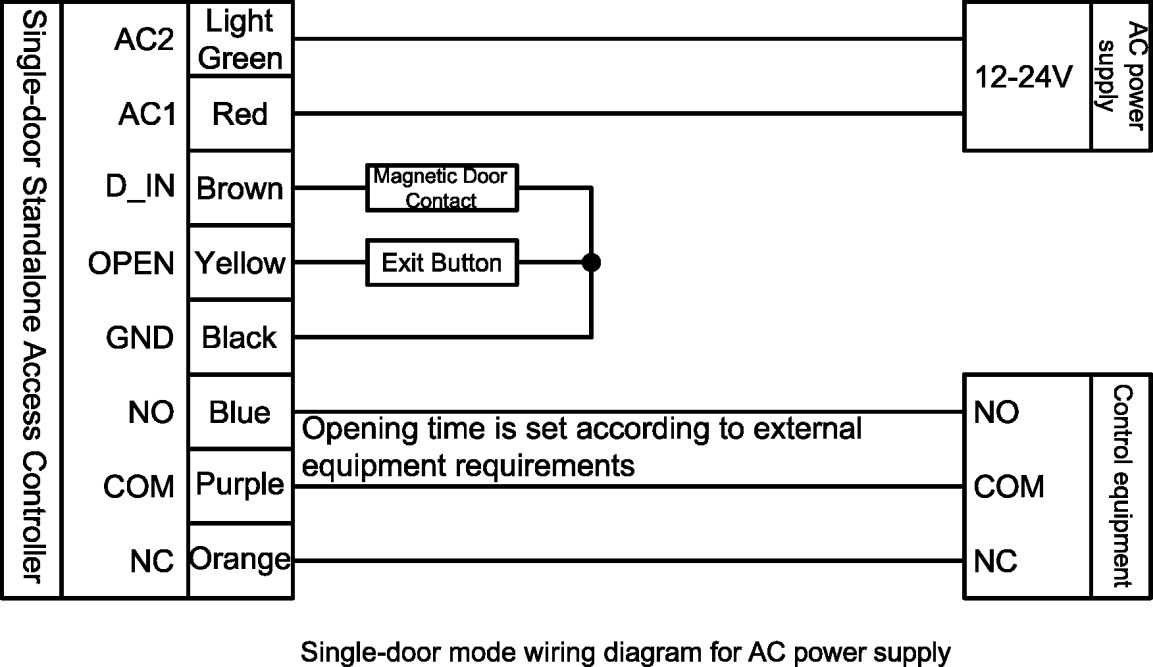 Single-door Standalone Access Controller
AC2
Light
Green
12-24V
AC power
supply
AC1
Red
D_IN
Brown
Magnetic Door
Contact
OPEN
Yellow
Exit Button
GND
Black
NO
Blue
Opening time is set according to external
equipment requirements
NO
Control equipment
COM
Purple
COM
NC
Orange
NC
Single-door mode wiring diagram for AC power supply